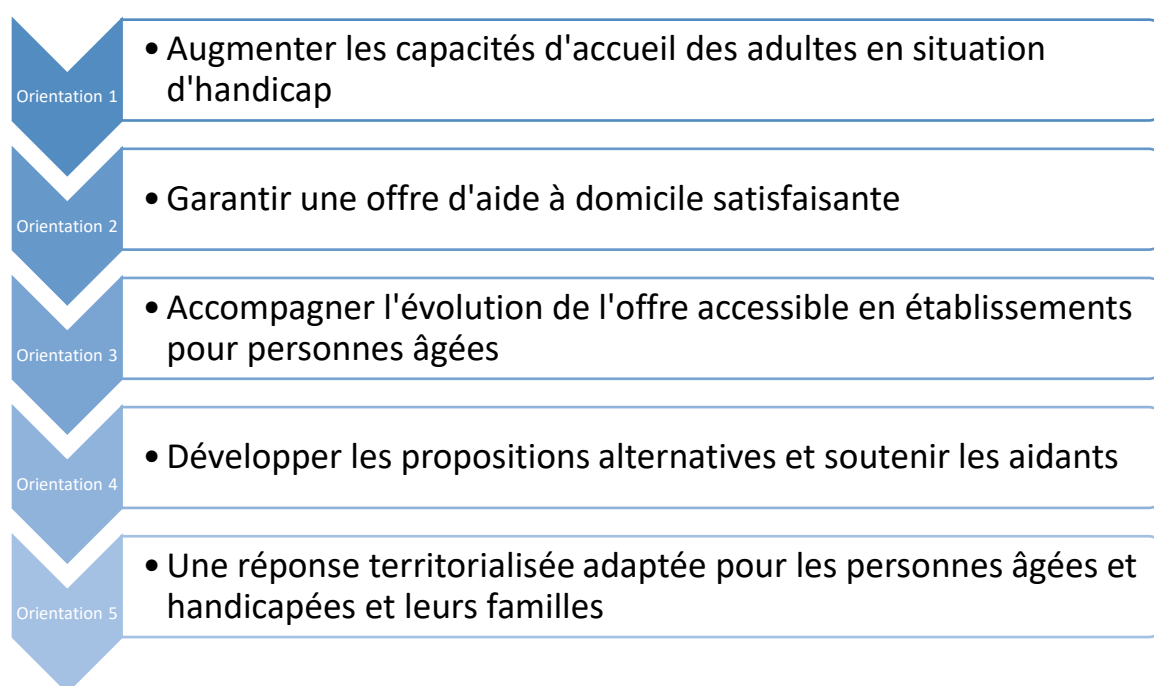 Orientation 1
• Augmenter les capacités d'accueil des adultes en situation
d'handicap
Orientation 2
• Garantir une offre d'aide à domicile satisfaisante
Orientation 3
• Accompagner l'évolution de l'offre accessible en établissements
pour personnes âgées
Orientation 4
• Développer les propositions alternatives et soutenir les aidants
Orientation 5
• Une réponse territorialisée adaptée pour les personnes âgées et
handicapées et leurs familles